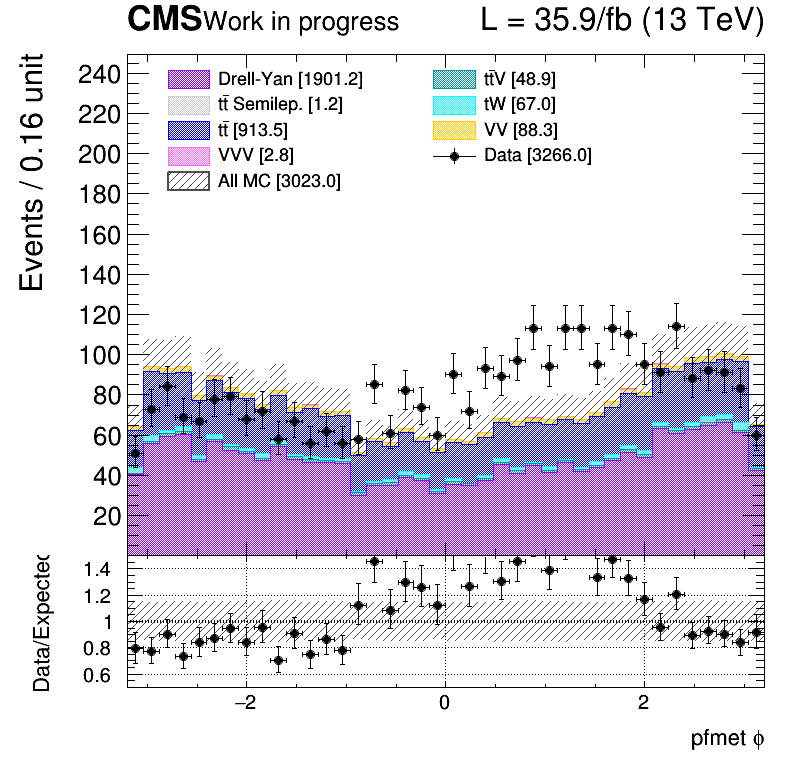 CMS Work in progress L = 35.9/fb (13 TeV)
Events / 0.16 unit
240
220
200
180
160
140
120
100
80
60
40
20
Drell-Yan [1901.2]
tt̄ Semilep. [1.2]
tt̄ [913.5]
VVV [2.8]
All MC [3023.0]
tt̄V [48.9]
tW [67.0]
VV [88.3]
Data [3266.0]
Data/Expected
1.4
1.2
1
0.8
0.6
−2 0 2
pfmet ϕ